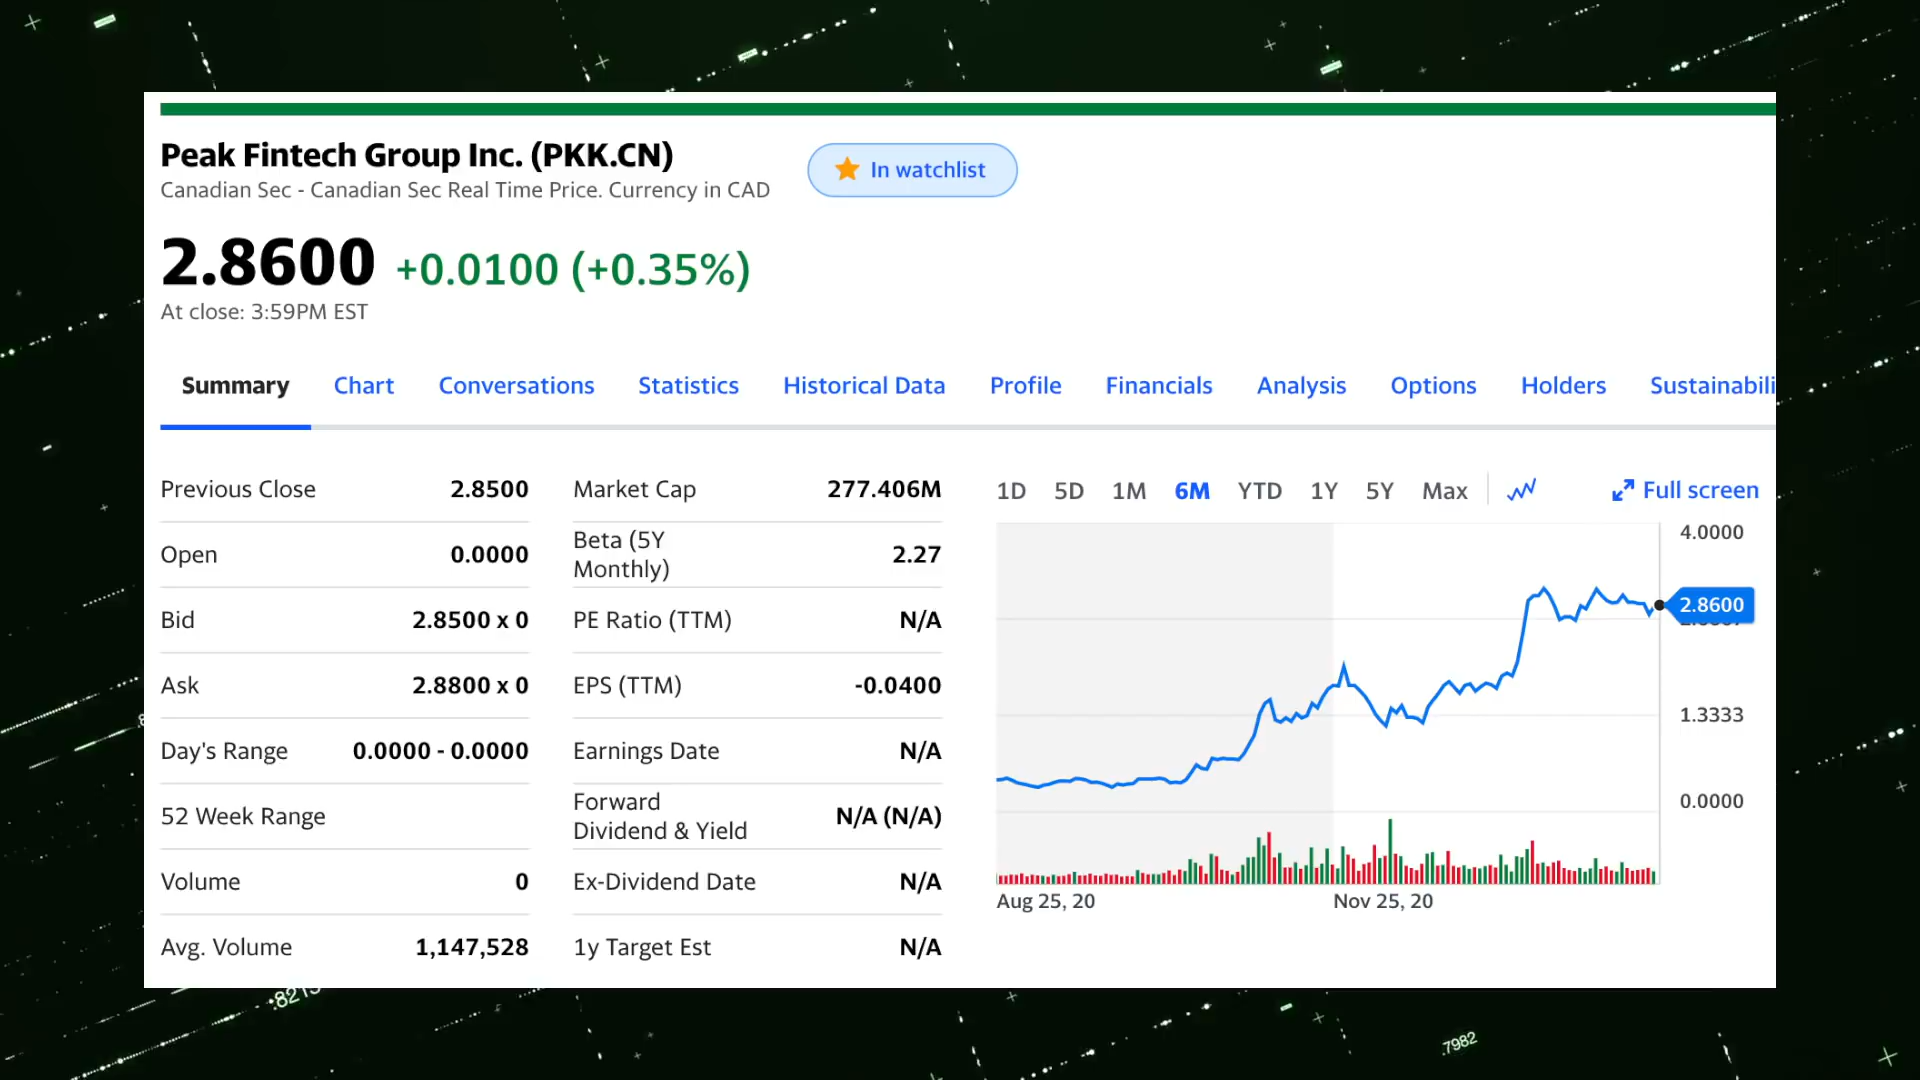 Peak Fintech Group Inc. (PKK.CN)
Canadian Sec - Canadian Sec Real Time Price. Currency in CAD
In watchlist
2.8600 +0.0100 (+0.35%)
At close: 3:59PM EST
Summary Chart Conversations Statistics Historical Data Profile Financials Analysis Options Holders Sustainabili
Previous Close 2.8500
Open 0.0000
Bid 2.8500 x 0
Ask 2.8800 x 0
Day's Range 0.0000 - 0.0000
52 Week Range
Volume 0
Avg. Volume 1,147,528
Market Cap 277.406M
Beta (5Y
Monthly) 2.27
PE Ratio (TTM) N/A
EPS (TTM) -0.0400
Earnings Date N/A
Forward
Dividend & Yield N/A (N/A)
Ex-Dividend Date N/A
1y Target Est N/A
1D 5D 1M 6M YTD 1Y 5Y Max Full screen
4.0000
2.8600
1.3333
0.0000
Aug 25, 20 Nov 25, 20
.7982